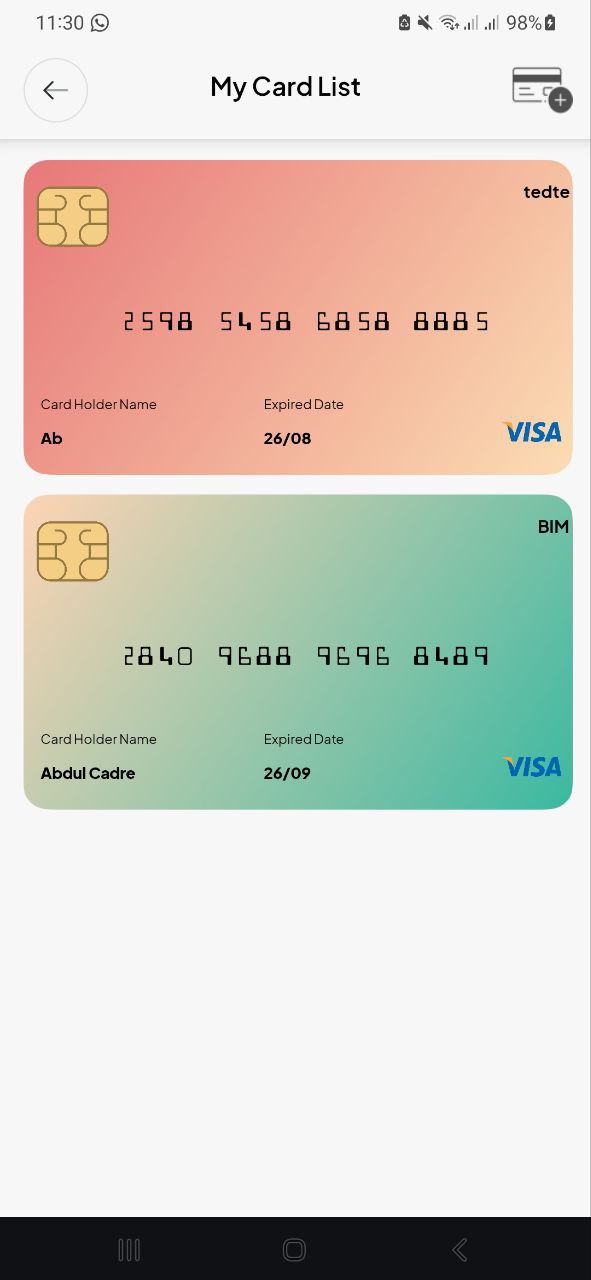 11:30 98%
My Card List
tedte
2598 5458 6858 8885
Card Holder Name Expired Date
Ab 26/08 VISA
BIM
2840 9688 9696 8489
Card Holder Name Expired Date
Abdul Cadre 26/09 VISA